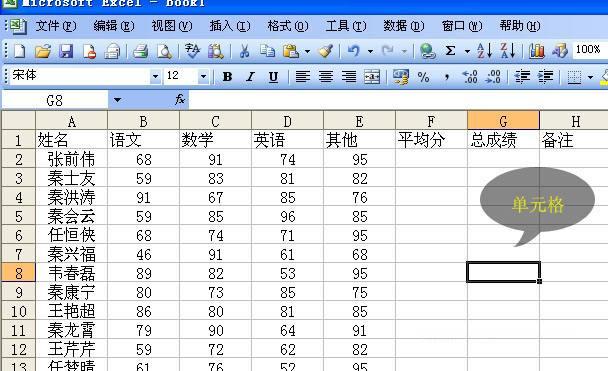 Microsoft Excel - Book1
文件(F) 编辑(E) 视图(V) 插入(I) 格式(O) 工具(T) 数据(D) 窗口(W) 帮助(H)
Σ 100%
宋体 12 B I U % ,
G8 fx
A B C D E F G H
1 姓名 语文 数学 英语 其他 平均分 总成绩 备注
2 张前伟 68 91 74 95
3 秦士友 59 83 81 82
4 秦洪涛 91 67 85 76
5 秦会云 59 85 96 85
单元格
6 任恒侠 68 74 71 95
7 秦兴福 46 91 61 68
8 韦春磊 89 82 53 95
9 秦康宁 80 73 85 75
10 王艳超 86 80 81 85
11 秦龙霄 79 90 64 91
12 王芹芹 59 72 62 82
13 任梦晴 61 76 52 95